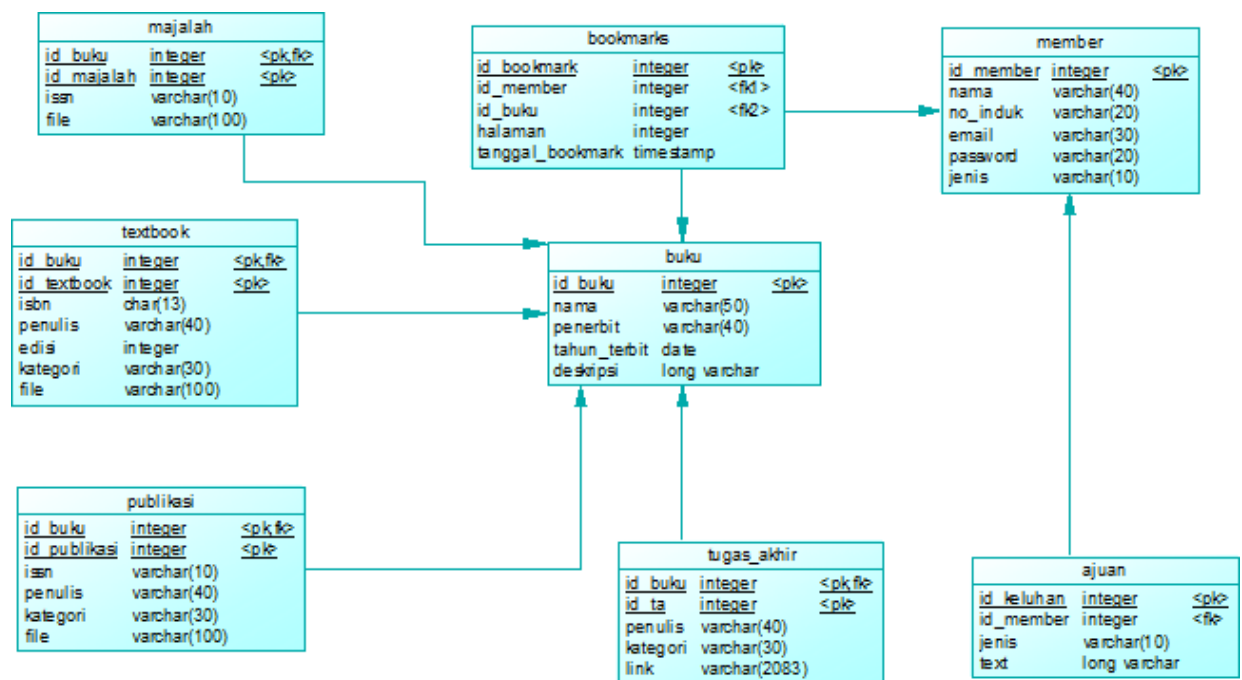 majalah
id_buku integer <pk,fk>
id_majalah integer <pk>
issn varchar(10)
file varchar(100)
bookmarks
id_bookmark integer <pk>
id_member integer <fk1>
id_buku integer <fk2>
halaman integer
tanggal_bookmark timestamp
member
id_member integer <pk>
nama varchar(40)
no_induk varchar(20)
email varchar(30)
password varchar(20)
jenis varchar(10)
textbook
id_buku integer <pk,fk>
id_textbook integer <pk>
isbn char(13)
penulis varchar(40)
edisi integer
kategori varchar(30)
file varchar(100)
buku
id_buku integer <pk>
nama varchar(50)
penerbit varchar(40)
tahun_terbit date
deskripsi long varchar
publikasi
id_buku integer <pk,fk>
id_publikasi integer <pk>
issn varchar(10)
penulis varchar(40)
kategori varchar(30)
file varchar(100)
tugas_akhir
id_buku integer <pk,fk>
id_ta integer <pk>
penulis varchar(40)
kategori varchar(30)
link varchar(2083)
ajuan
id_keluhan integer <pk>
id_member integer <fk>
jenis varchar(10)
text long varchar